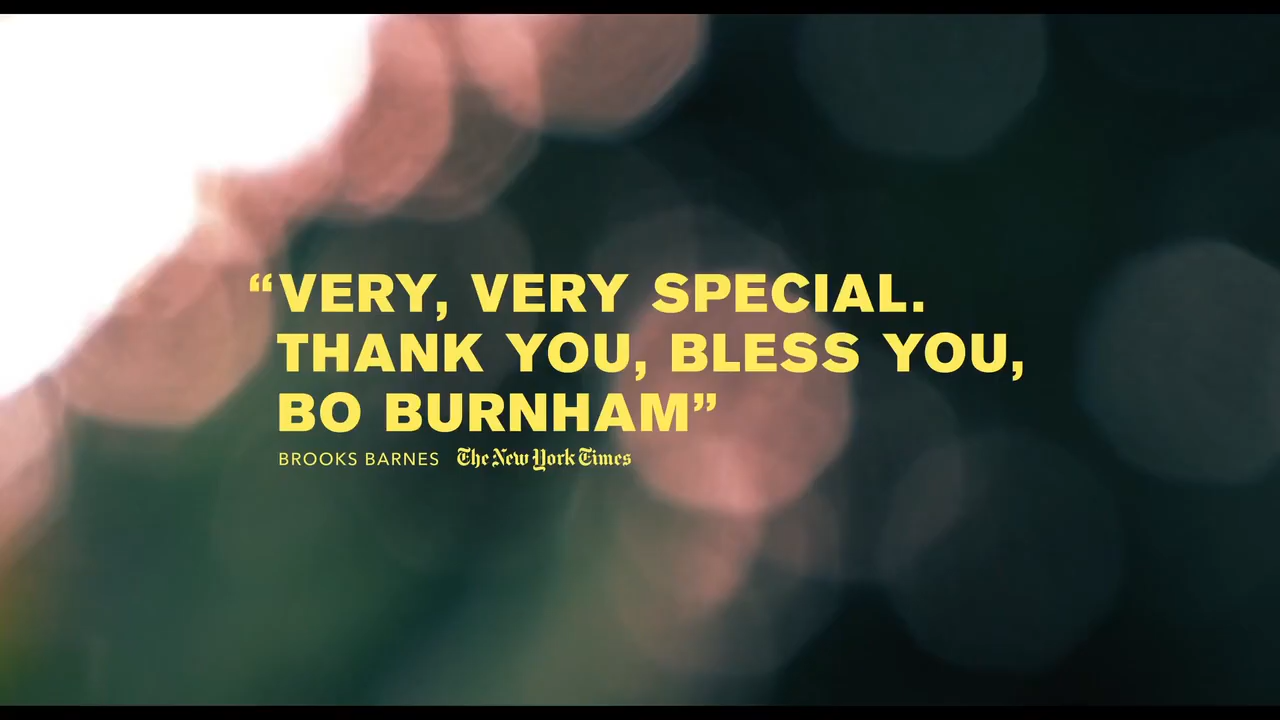 “VERY, VERY SPECIAL.
THANK YOU, BLESS YOU,
BO BURNHAM”
BROOKS BARNES The New York Times